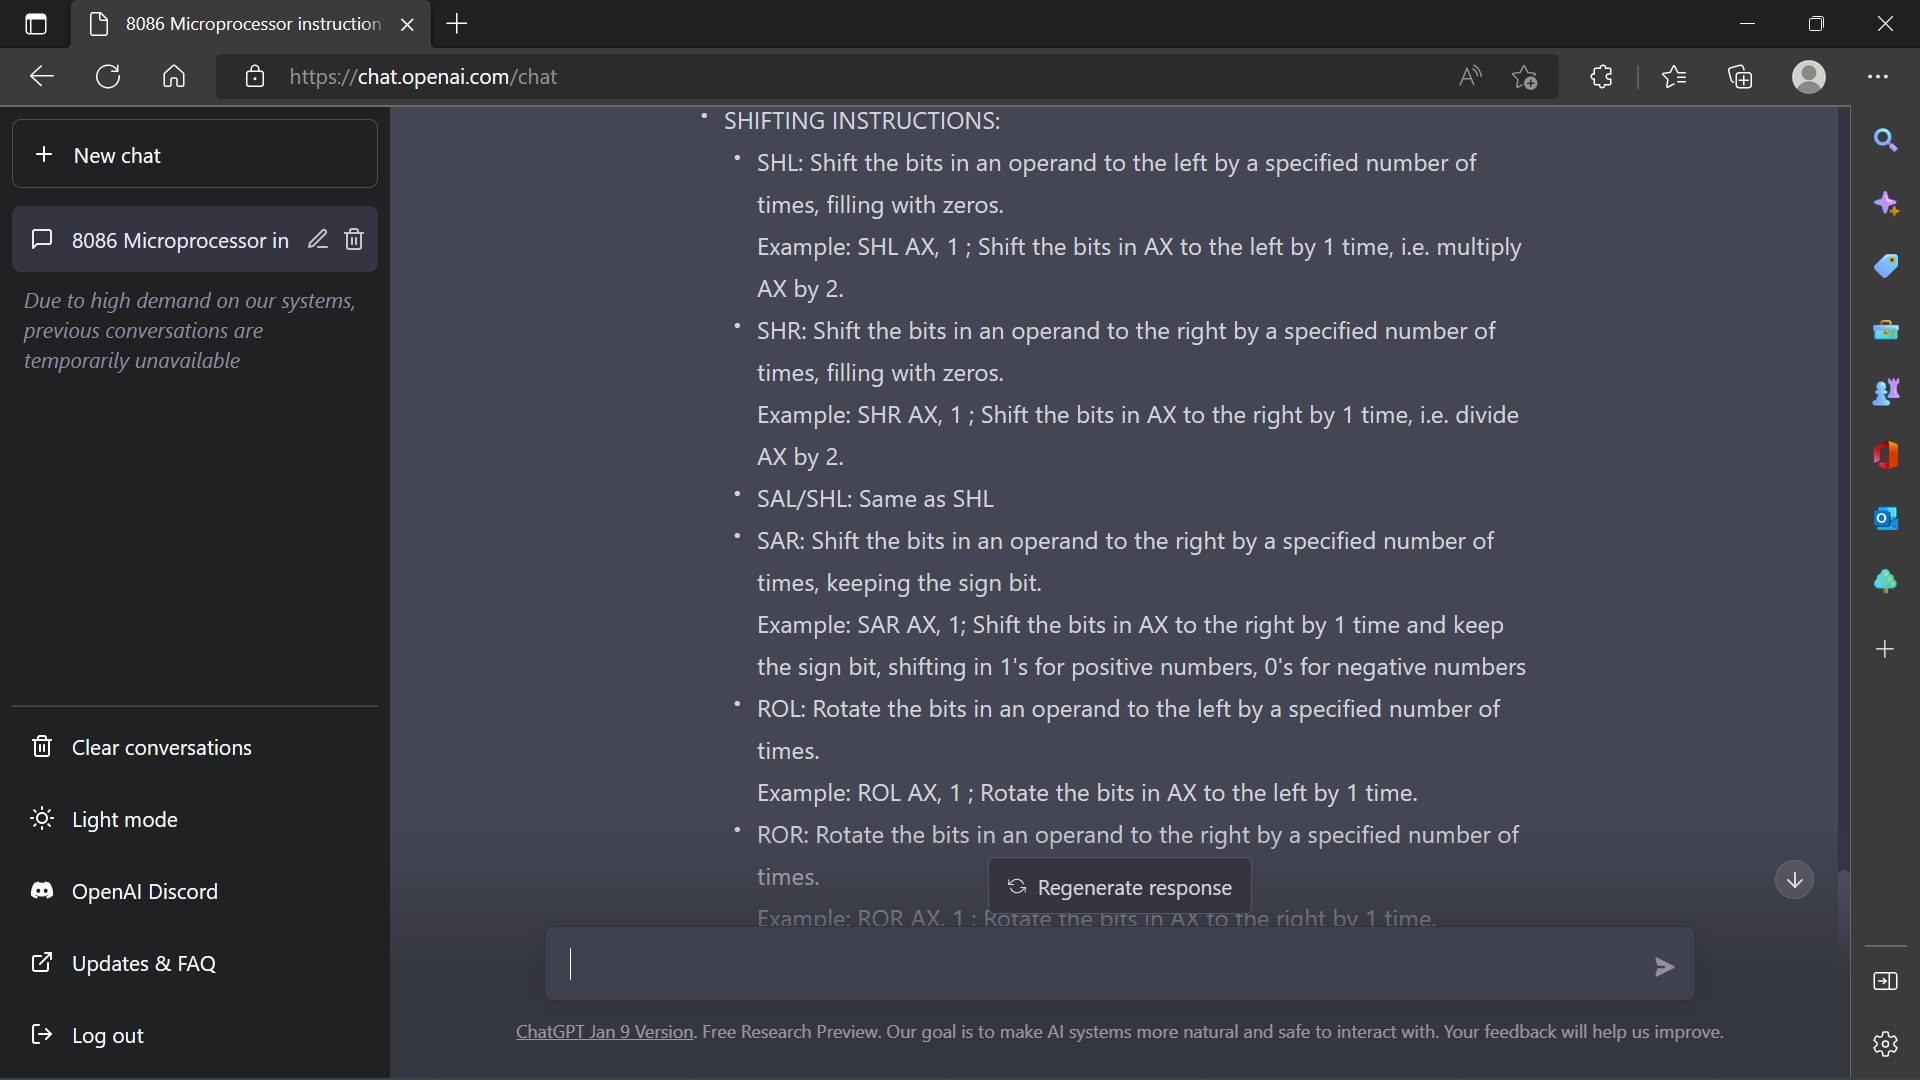 8086 Microprocessor instruction
https://chat.openai.com/chat
New chat
8086 Microprocessor in
Due to high demand on our systems,
previous conversations are
temporarily unavailable
Clear conversations
Light mode
OpenAI Discord
Updates & FAQ
Log out
• SHIFTING INSTRUCTIONS:
• SHL: Shift the bits in an operand to the left by a specified number of
times, filling with zeros.
Example: SHL AX, 1 ; Shift the bits in AX to the left by 1 time, i.e. multiply
AX by 2.
• SHR: Shift the bits in an operand to the right by a specified number of
times, filling with zeros.
Example: SHR AX, 1 ; Shift the bits in AX to the right by 1 time, i.e. divide
AX by 2.
• SAL/SHL: Same as SHL
• SAR: Shift the bits in an operand to the right by a specified number of
times, keeping the sign bit.
Example: SAR AX, 1; Shift the bits in AX to the right by 1 time and keep
the sign bit, shifting in 1's for positive numbers, 0's for negative numbers
• ROL: Rotate the bits in an operand to the left by a specified number of
times.
Example: ROL AX, 1 ; Rotate the bits in AX to the left by 1 time.
• ROR: Rotate the bits in an operand to the right by a specified number of
times.
Regenerate response
Example: ROR AX, 1 ; Rotate the bits in AX to the right by 1 time.
ChatGPT Jan 9 Version. Free Research Preview. Our goal is to make AI systems more natural and safe to interact with. Your feedback will help us improve.